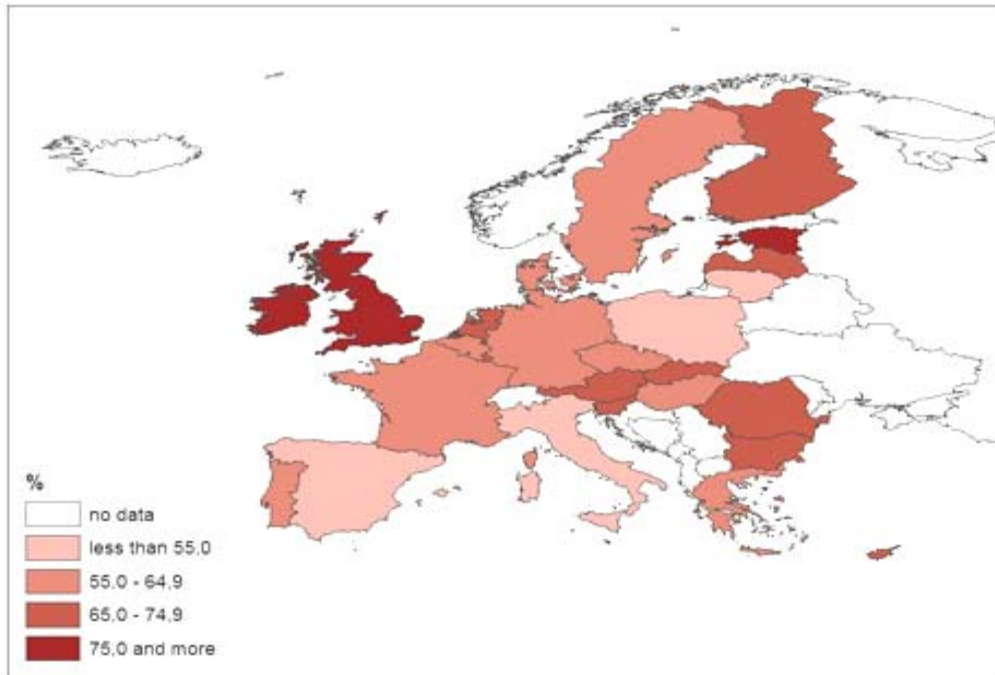 %
no data
less than 55,0
55,0 - 64,9
65,0 - 74,9
75,0 and more